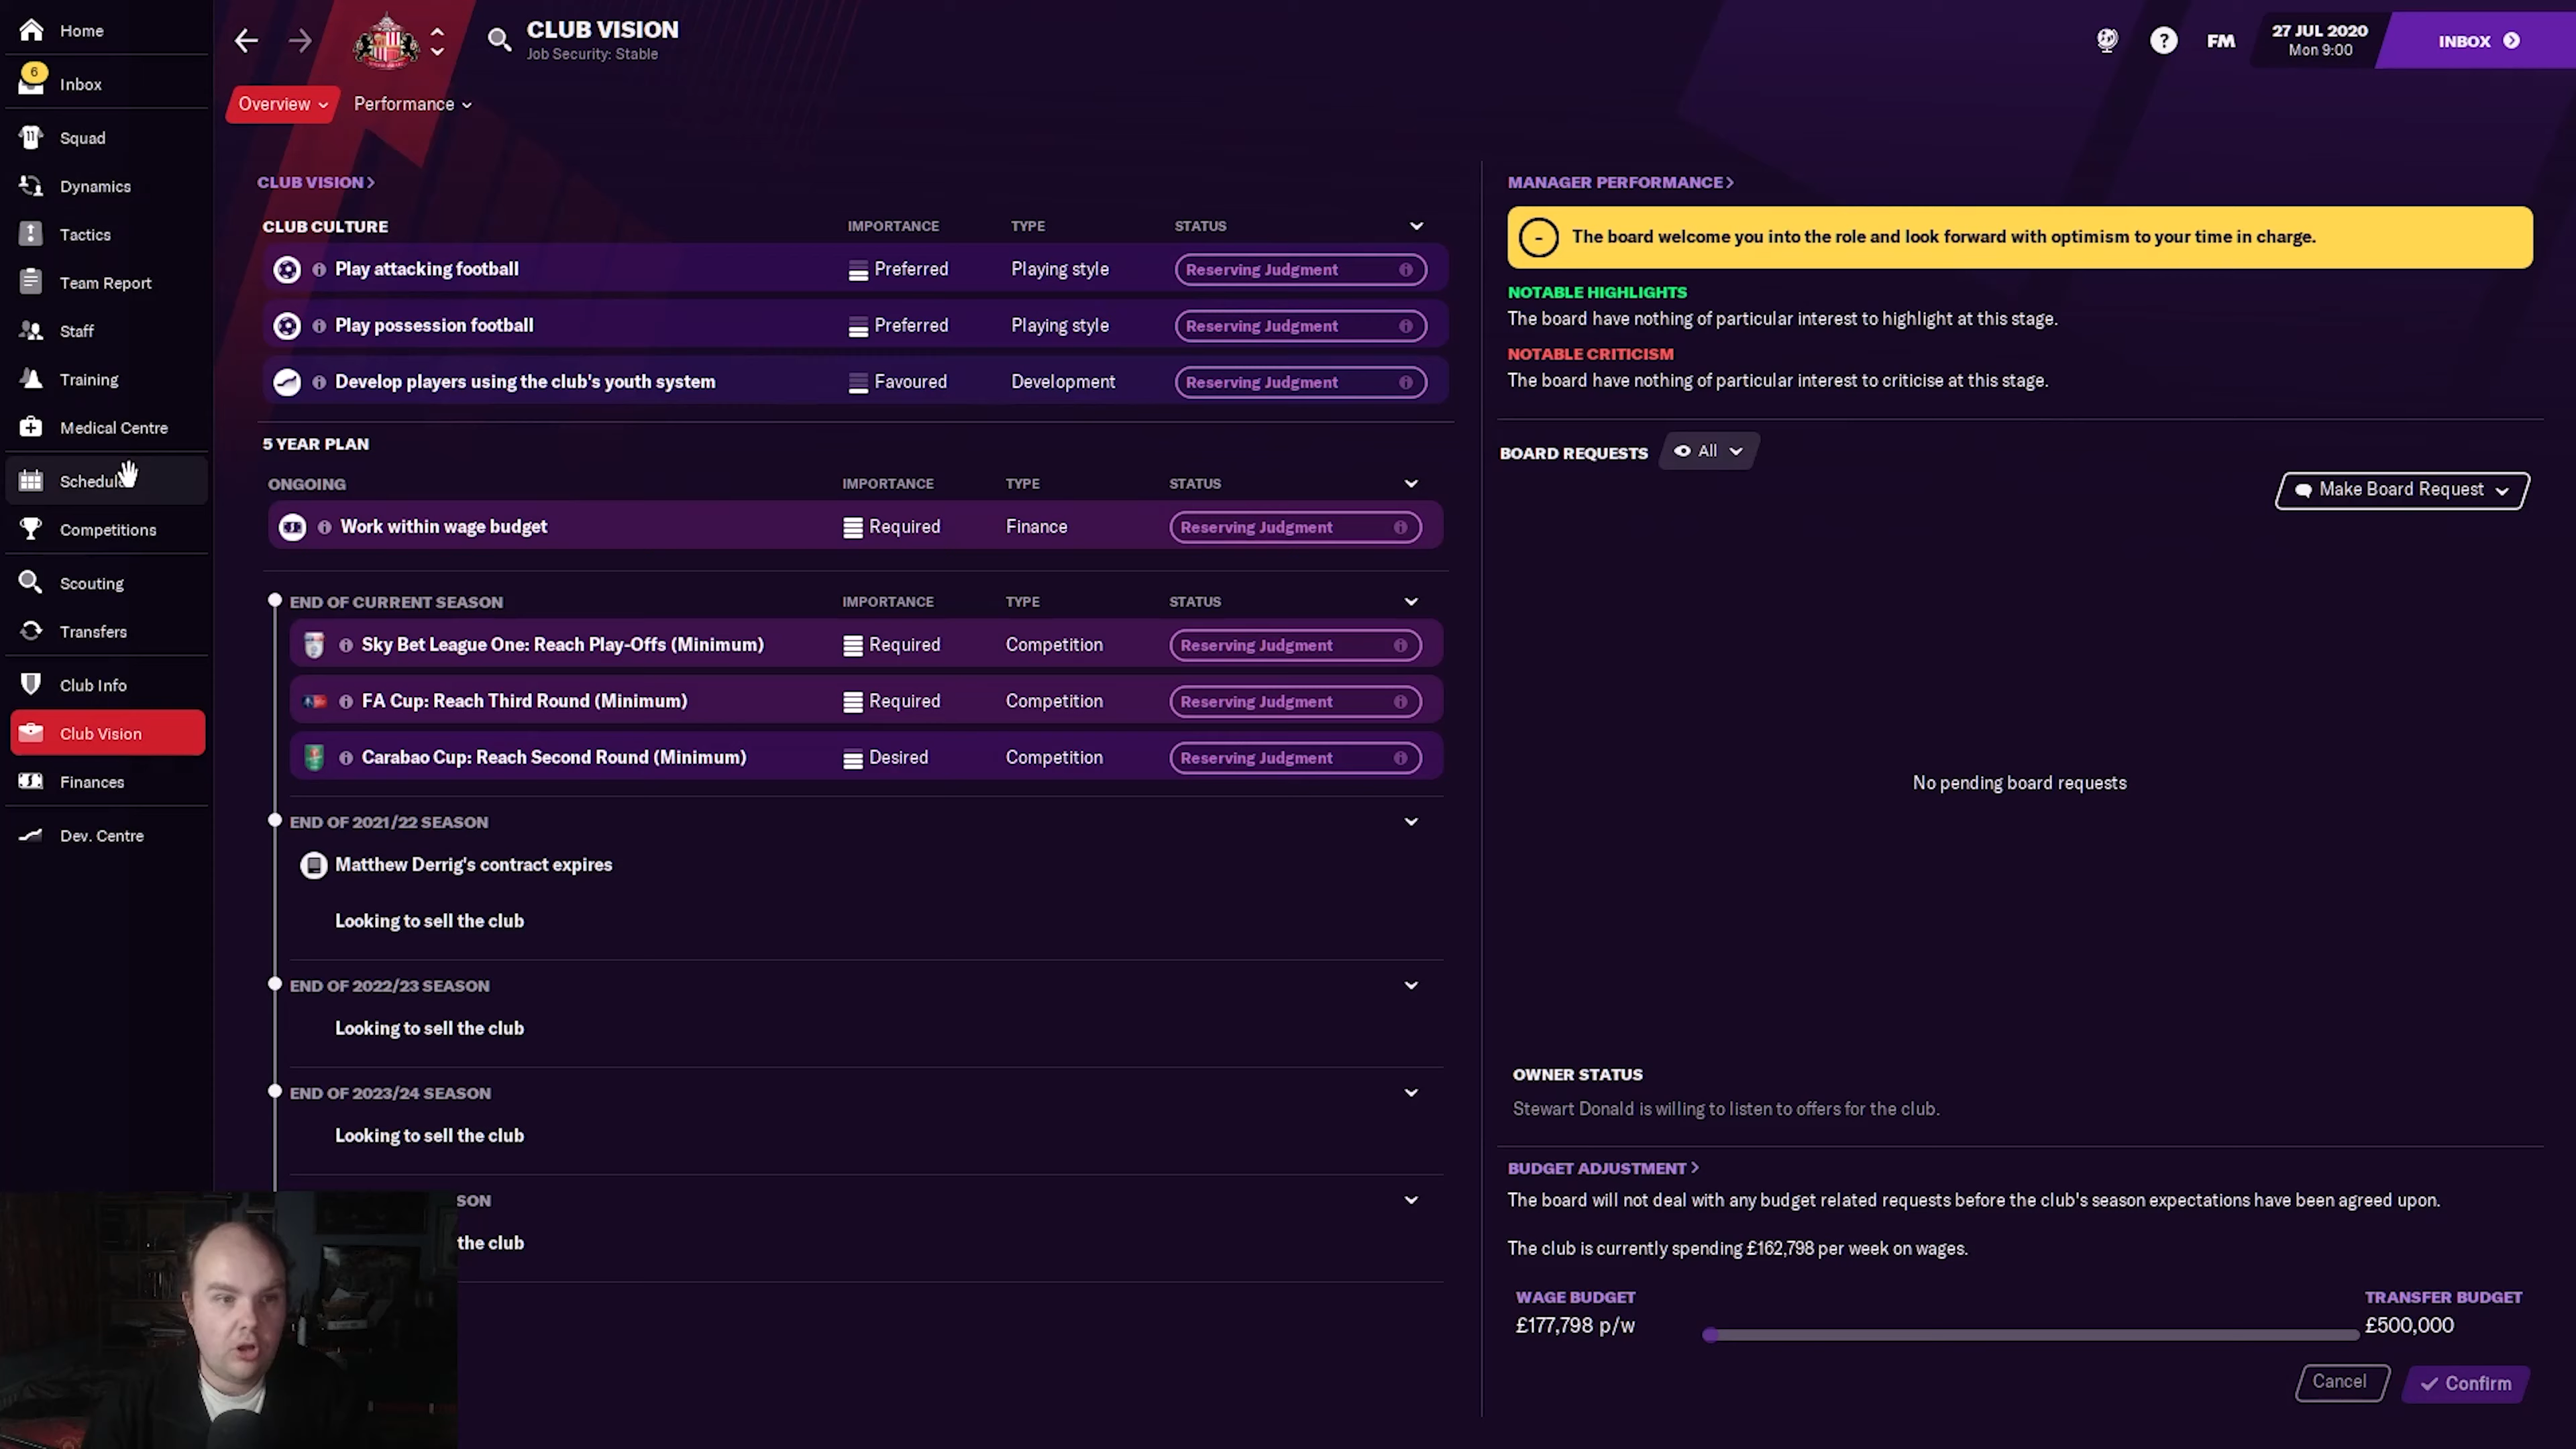 Home
6
Inbox
Squad
Dynamics
Tactics
Team Report
Staff
Training
Medical Centre
Schedule
Competitions
Scouting
Transfers
Club Info
Club Vision
Finances
Dev. Centre
CLUB VISION
Job Security: Stable
FM
27 JUL 2020
Mon 9:00
INBOX
Overview
Performance
CLUB VISION
CLUB CULTURE IMPORTANCE TYPE STATUS
Play attacking football Preferred Playing style Reserving Judgment
Play possession football Preferred Playing style Reserving Judgment
Develop players using the club's youth system Favoured Development Reserving Judgment
5 YEAR PLAN
ONGOING IMPORTANCE TYPE STATUS
Work within wage budget Required Finance Reserving Judgment
END OF CURRENT SEASON IMPORTANCE TYPE STATUS
Sky Bet League One: Reach Play-Offs (Minimum) Required Competition Reserving Judgment
FA Cup: Reach Third Round (Minimum) Required Competition Reserving Judgment
Carabao Cup: Reach Second Round (Minimum) Desired Competition Reserving Judgment
END OF 2021/22 SEASON
Matthew Derrig's contract expires
Looking to sell the club
END OF 2022/23 SEASON
Looking to sell the club
END OF 2023/24 SEASON
Looking to sell the club
SON
the club
MANAGER PERFORMANCE
The board welcome you into the role and look forward with optimism to your time in charge.
NOTABLE HIGHLIGHTS
The board have nothing of particular interest to highlight at this stage.
NOTABLE CRITICISM
The board have nothing of particular interest to criticise at this stage.
BOARD REQUESTS All
Make Board Request
No pending board requests
OWNER STATUS
Stewart Donald is willing to listen to offers for the club.
BUDGET ADJUSTMENT
The board will not deal with any budget related requests before the club's season expectations have been agreed upon.
The club is currently spending £162,798 per week on wages.
WAGE BUDGET TRANSFER BUDGET
£177,798 p/w £500,000
Cancel Confirm